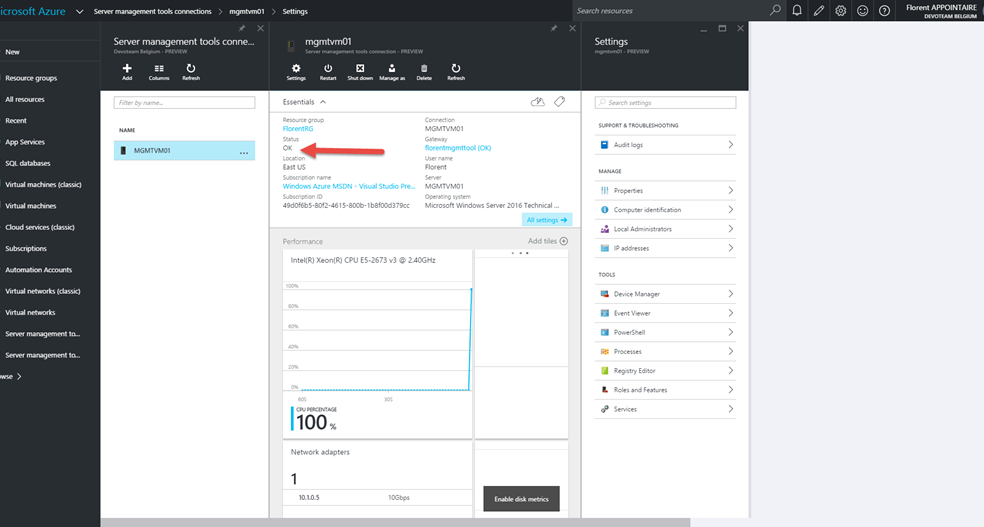 icrosoft Azure Server management tools connections > mgmtvm01 > Settings
Search resources
Florent APPOINTAIRE
DEVOTEAM BELGIUM
New
Resource groups
All resources
Recent
App Services
SQL databases
Virtual machines (classic)
Virtual machines
Cloud services (classic)
Subscriptions
Automation Accounts
Virtual networks (classic)
Virtual networks
Server management to...
Server management to...
owse >
Server management tools conne...
Devoteam Belgium - PREVIEW
Add Columns Refresh
Filter by name...
NAME
MGMTVM01 ...
mgmtvm01
Server management tools connection - PREVIEW
Settings Restart Shut down Manage as Delete Refresh
Essentials
Resource group
FlorentRG
Status
OK
Location
East US
Subscription name
Windows Azure MSDN - Visual Studio Pre...
Subscription ID
49d0f6b5-80f2-4615-800b-1b8f00d379cc
Connection
MGMTVM01
Gateway
florentmgmttool (OK)
User name
Florent
Server
MGMTVM01
Operating system
Microsoft Windows Server 2016 Technical ...
All settings →
Performance
Add tiles
Intel(R) Xeon(R) CPU E5-2673 v3 @ 2.40GHz
100%
80%
60%
40%
20%
0%
60S 30S
CPU PERCENTAGE
100 %
Network adapters
1
10.1.0.5 10Gbps
Enable disk metrics
Settings
mgmtvm01 - PREVIEW
Search settings
SUPPORT & TROUBLESHOOTING
Audit logs
MANAGE
Properties
Computer identification
Local Administrators
IP addresses
TOOLS
Device Manager
Event Viewer
PowerShell
Processes
Registry Editor
Roles and Features
Services